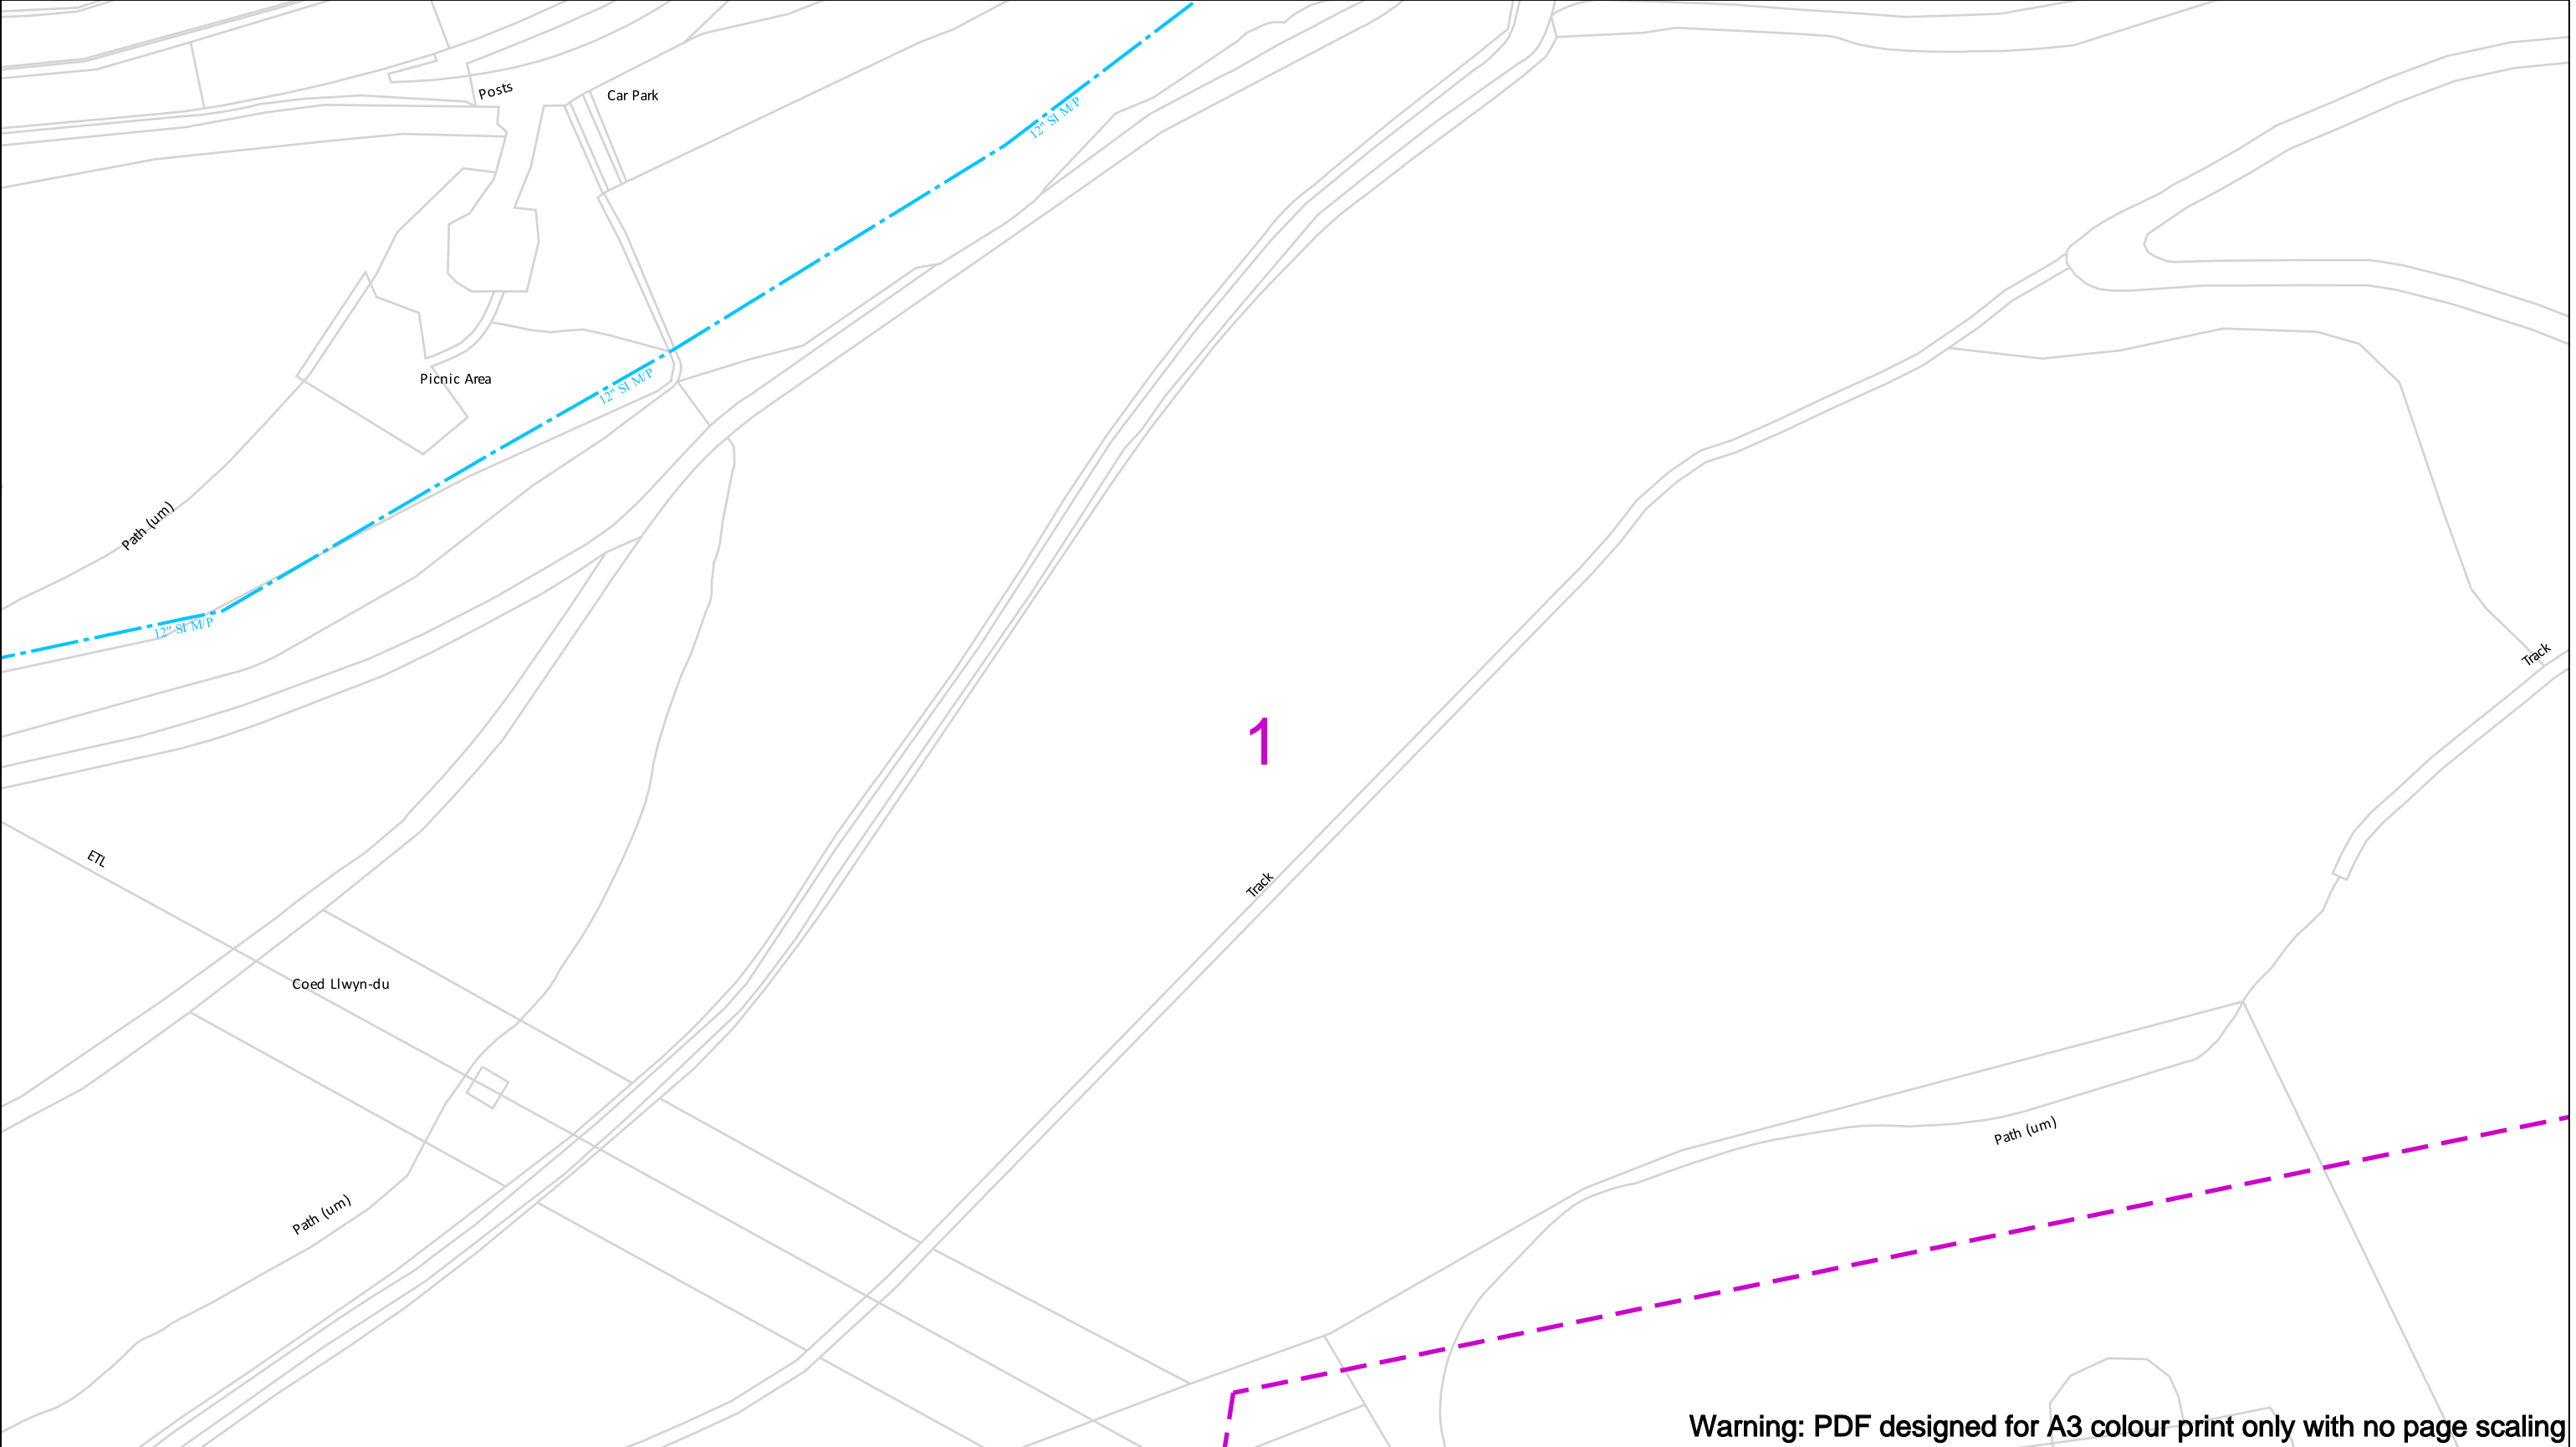 Posts
Car Park
12" SI M/P
Picnic Area
12" SI M/P
Path (um)
12" SI M/P
Track
1
ETL
Track
Coed Llwyn-du
Path (um)
Path (um)
Warning: PDF designed for A3 colour print only with no page scaling